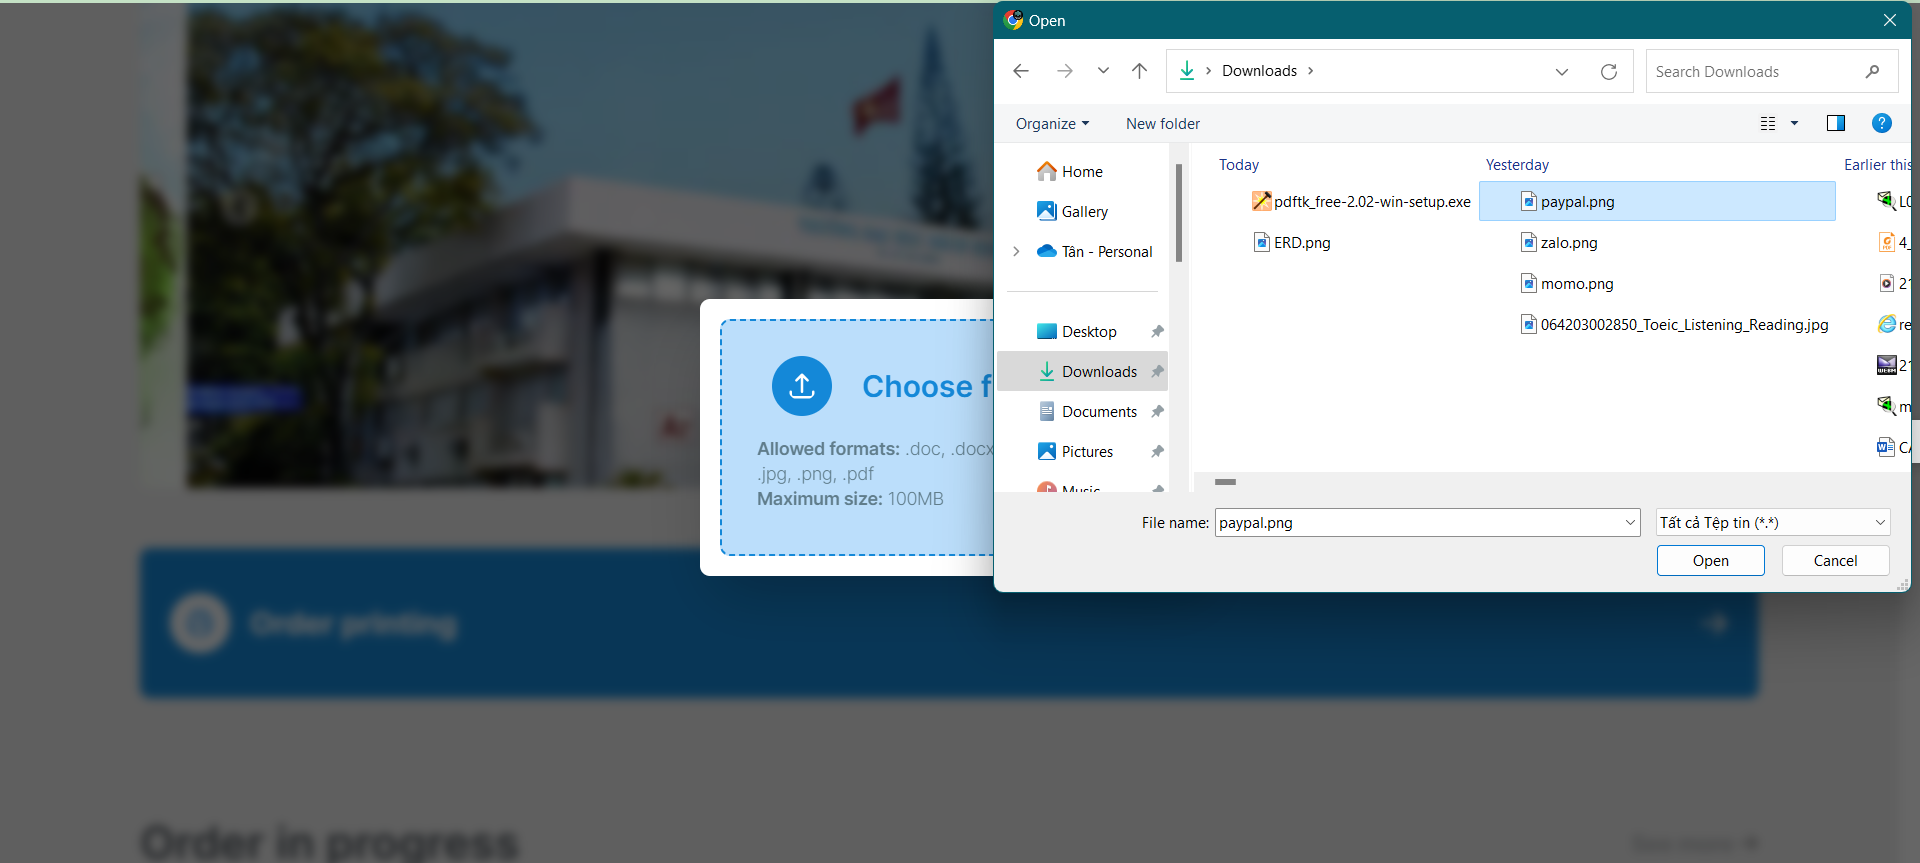 Open
Downloads
Search Downloads
Organize
New folder
Home
Gallery
Tân - Personal
Desktop
Downloads
Documents
Pictures
Music
Today
pdftk_free-2.02-win-setup.exe
ERD.png
Yesterday
paypal.png
zalo.png
momo.png
064203002850_Toeic_Listening_Reading.jpg
Earlier this
4_
21
re
21
m
CA
File name: paypal.png
Tất cả Tệp tin (*.*)
Open
Cancel
Choose f
Allowed formats: .doc, .docx
.jpg, .png, .pdf
Maximum size: 100MB
Order printing
Order in progress